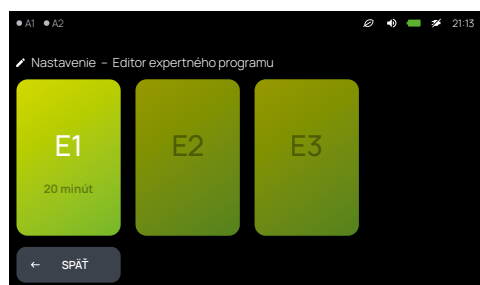 A1 A2 21:13
Nastavenie – Editor expertného programu
E1 E2 E3
20 minút
← SPÄŤ